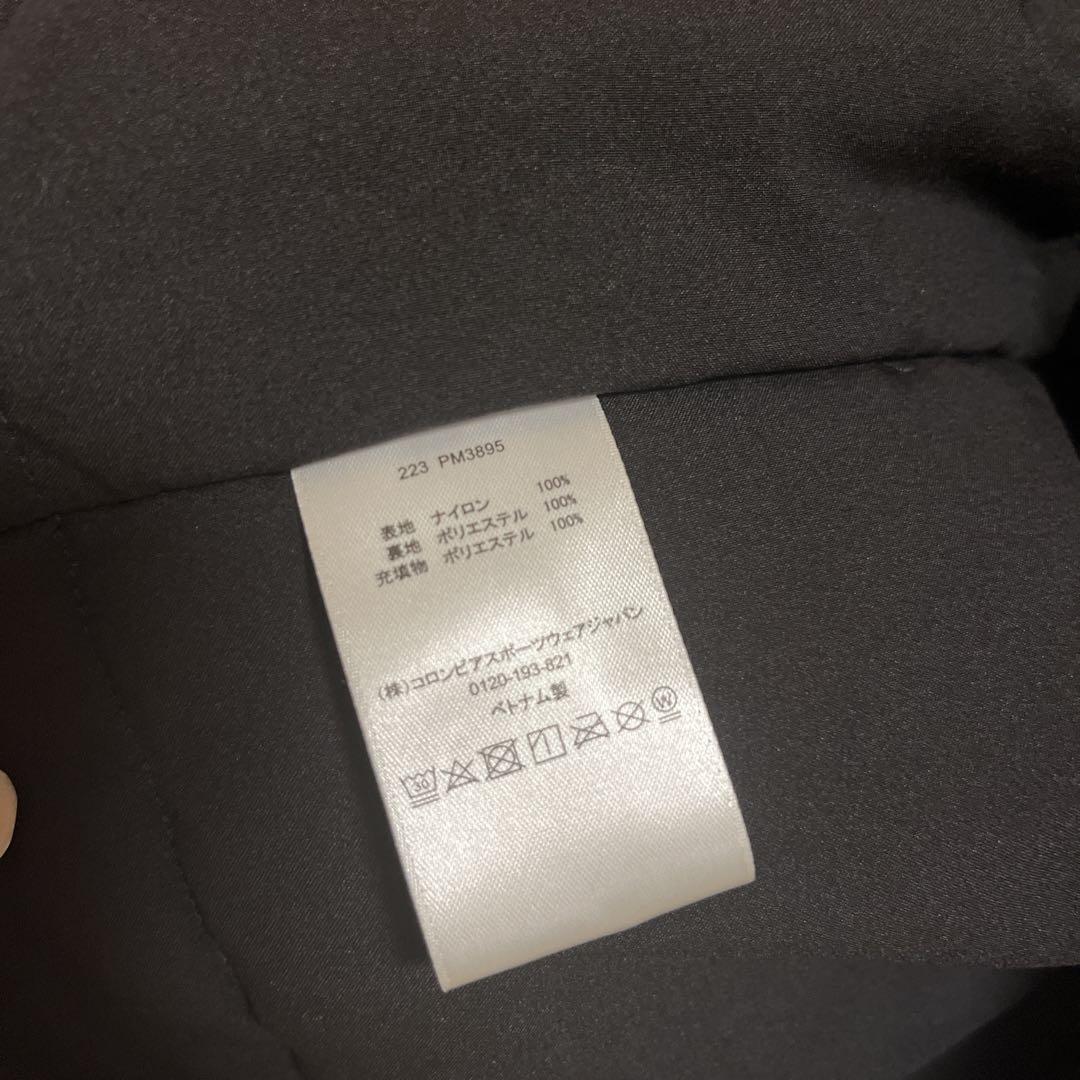 223 PM3895
表地 ナイロン 100%
裏地 ポリエステル 100%
充填物 ポリエステル 100%
(株)コロンビアスポーツウェアジャパン
0120-193-821
ベトナム製
30 W